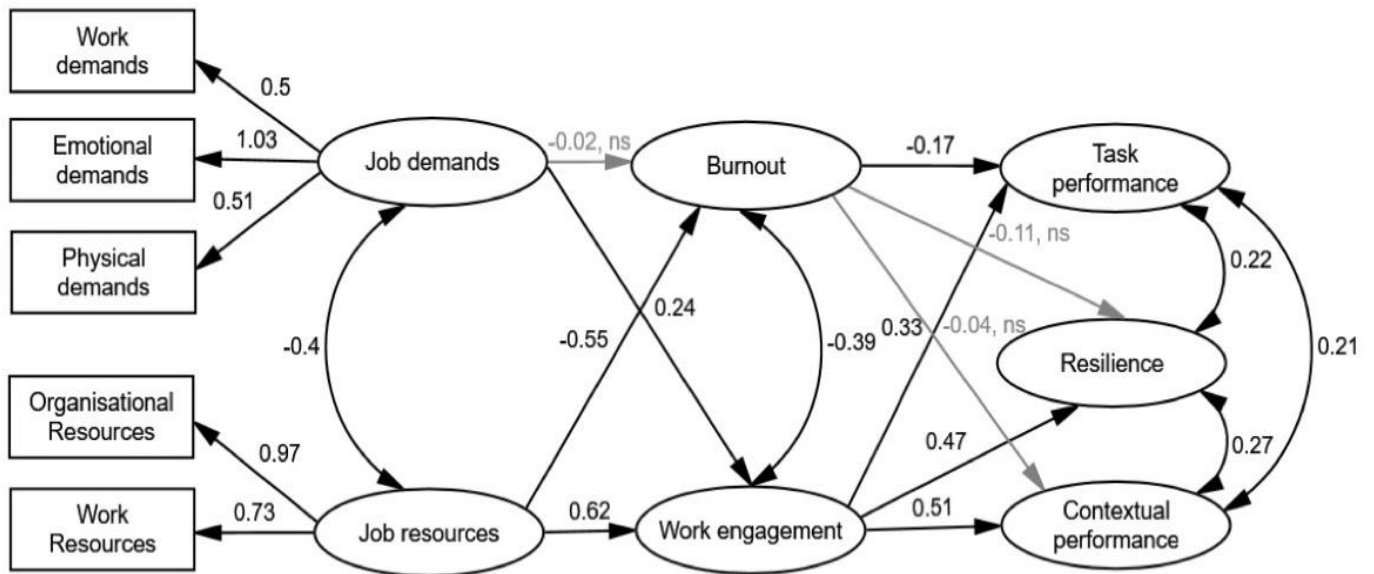 Work
demands
0.5
Emotional
demands
1.03
0.51
Physical
demands
Job demands
-0.02, ns
Burnout
-0.17
Task
performance
-0.11, ns
0.22
-0.4
-0.55
0.24
-0.39
0.33
-0.04, ns
Resilience
0.21
Organisational
Resources
0.97
0.47
0.27
Work
Resources
0.73
Job resources
0.62
Work engagement
0.51
Contextual
performance